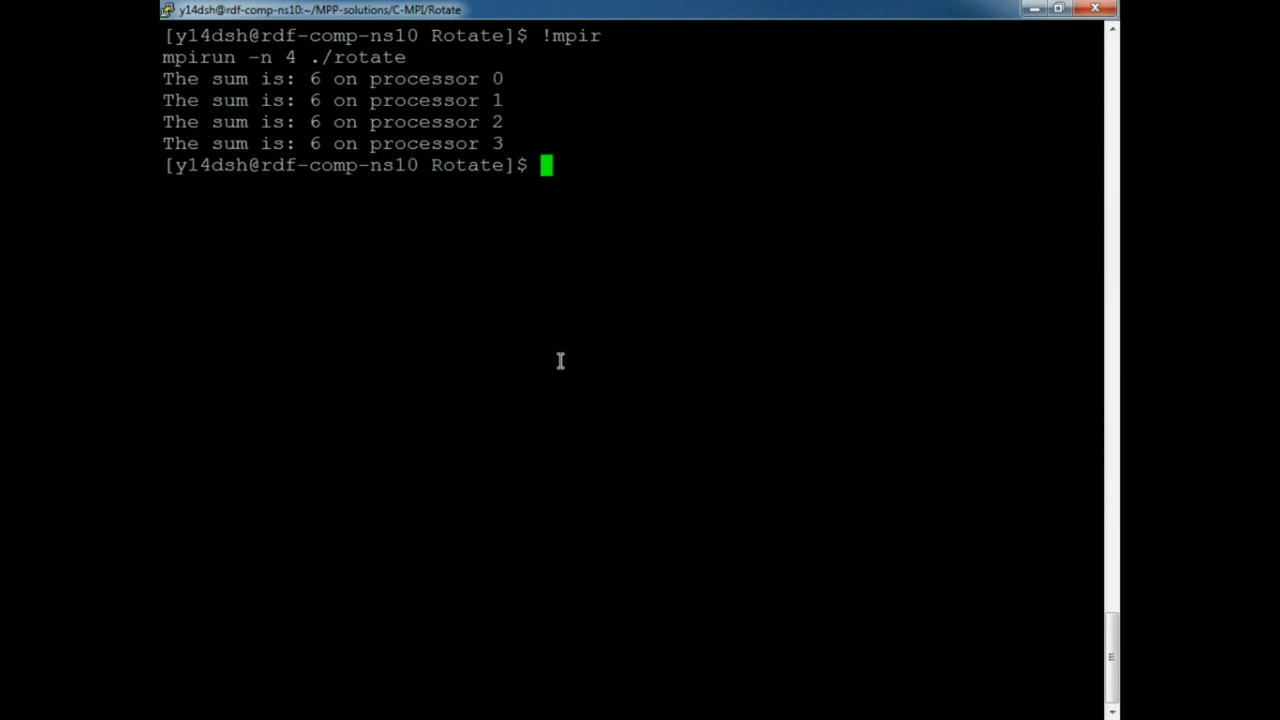 y14dsh@rdf-comp-ns10:~/MPP-solutions/C-MPI/Rotate
[y14dsh@rdf-comp-ns10 Rotate]$ !mpir
mpirun -n 4 ./rotate
The sum is: 6 on processor 0
The sum is: 6 on processor 1
The sum is: 6 on processor 2
The sum is: 6 on processor 3
[y14dsh@rdf-comp-ns10 Rotate]$